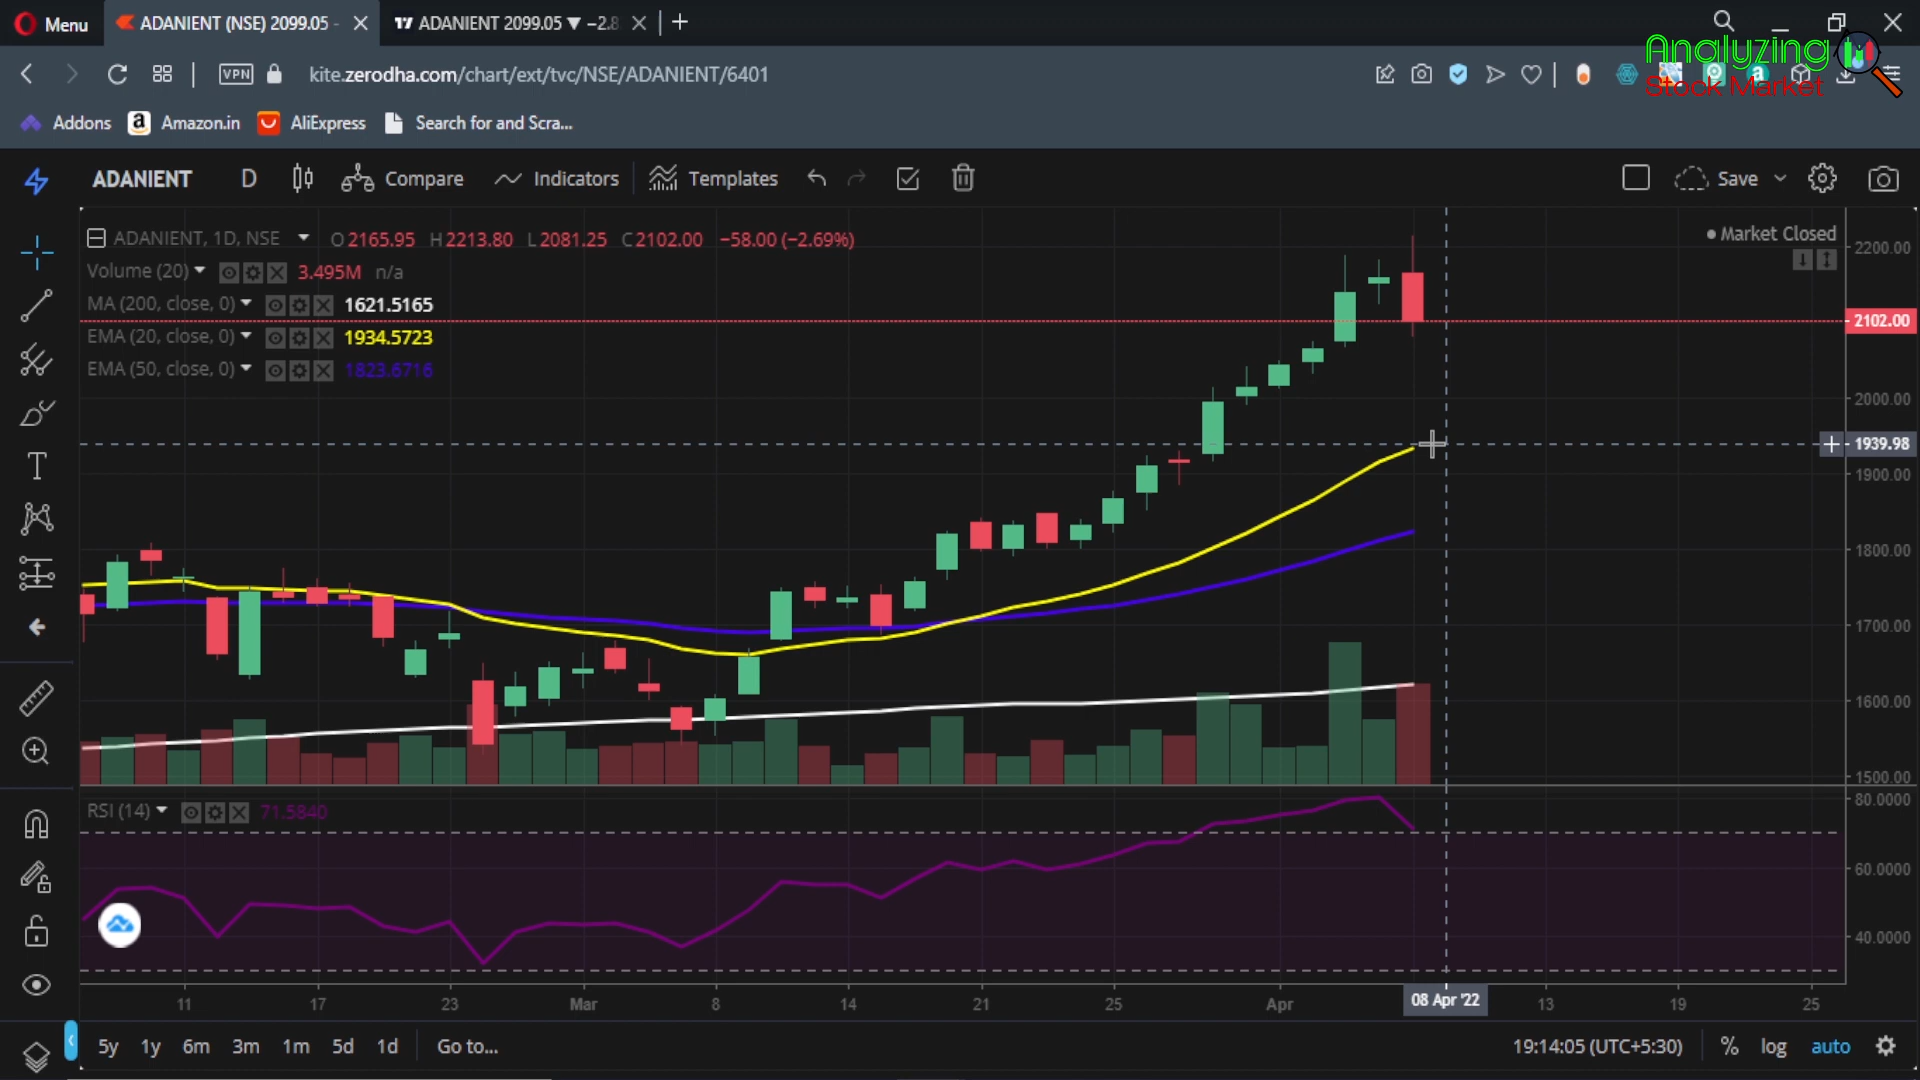 Menu
ADANIENT (NSE) 2099.05 -
ADANIENT 2099.05 ▼ −2.8
VPN
kite.zerodha.com/chart/ext/tvc/NSE/ADANIENT/6401
Analyzing
Stock Market
Addons
Amazon.in
AliExpress
Search for and Scra...
ADANIENT
D
Compare
Indicators
Templates
Save
ADANIENT, 1D, NSE
O2165.95 H2213.80 L2081.25 C2102.00 −58.00 (−2.69%)
Market Closed
Volume (20)
3.495M n/a
MA (200, close, 0)
1621.5165
EMA (20, close, 0)
1934.5723
EMA (50, close, 0)
1823.6716
2200.00
2102.00
2000.00
1939.98
1900.00
1800.00
1700.00
1600.00
1500.00
RSI (14)
71.5840
80.0000
60.0000
40.0000
11 17 23 Mar 8 14 21 25 Apr 08 Apr '22 13 19 25
5y 1y 6m 3m 1m 5d 1d Go to...
19:14:05 (UTC+5:30) % log auto